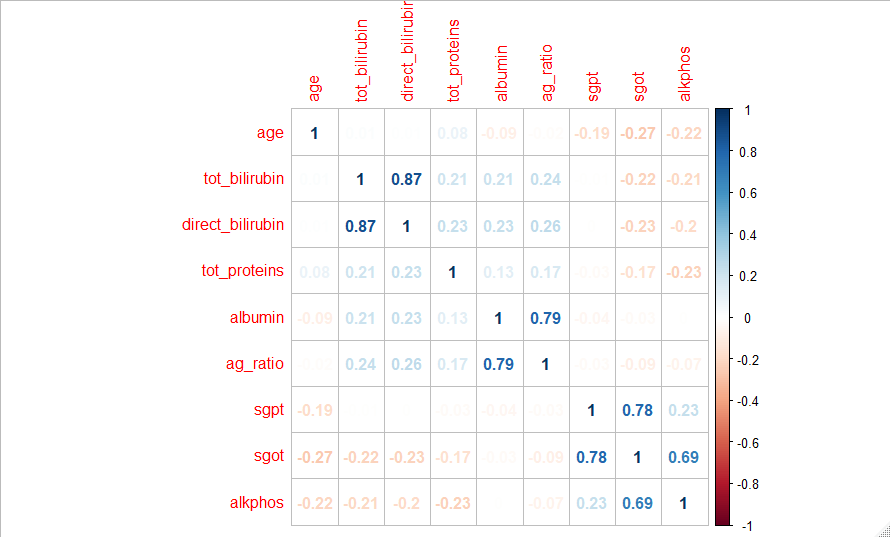 age tot_bilirubin direct_bilirubin tot_proteins albumin ag_ratio sgpt sgot alkphos
age 1 0.08 -0.09 -0.19 -0.27 -0.22
tot_bilirubin 1 0.87 0.21 0.21 0.24 -0.22 -0.21
direct_bilirubin 0.87 1 0.23 0.23 0.26 -0.23 -0.2
tot_proteins 0.08 0.21 0.23 1 0.13 0.17 -0.03 -0.17 -0.23
albumin -0.09 0.21 0.23 0.13 1 0.79 -0.04
ag_ratio 0.24 0.26 0.17 0.79 1 -0.03 -0.09 -0.07
sgpt -0.19 -0.03 -0.04 -0.03 1 0.78 0.23
sgot -0.27 -0.22 -0.23 -0.17 -0.09 0.78 1 0.69
alkphos -0.22 -0.21 -0.2 -0.23 -0.07 0.23 0.69 1
1
0.8
0.6
0.4
0.2
0
-0.2
-0.4
-0.6
-0.8
-1